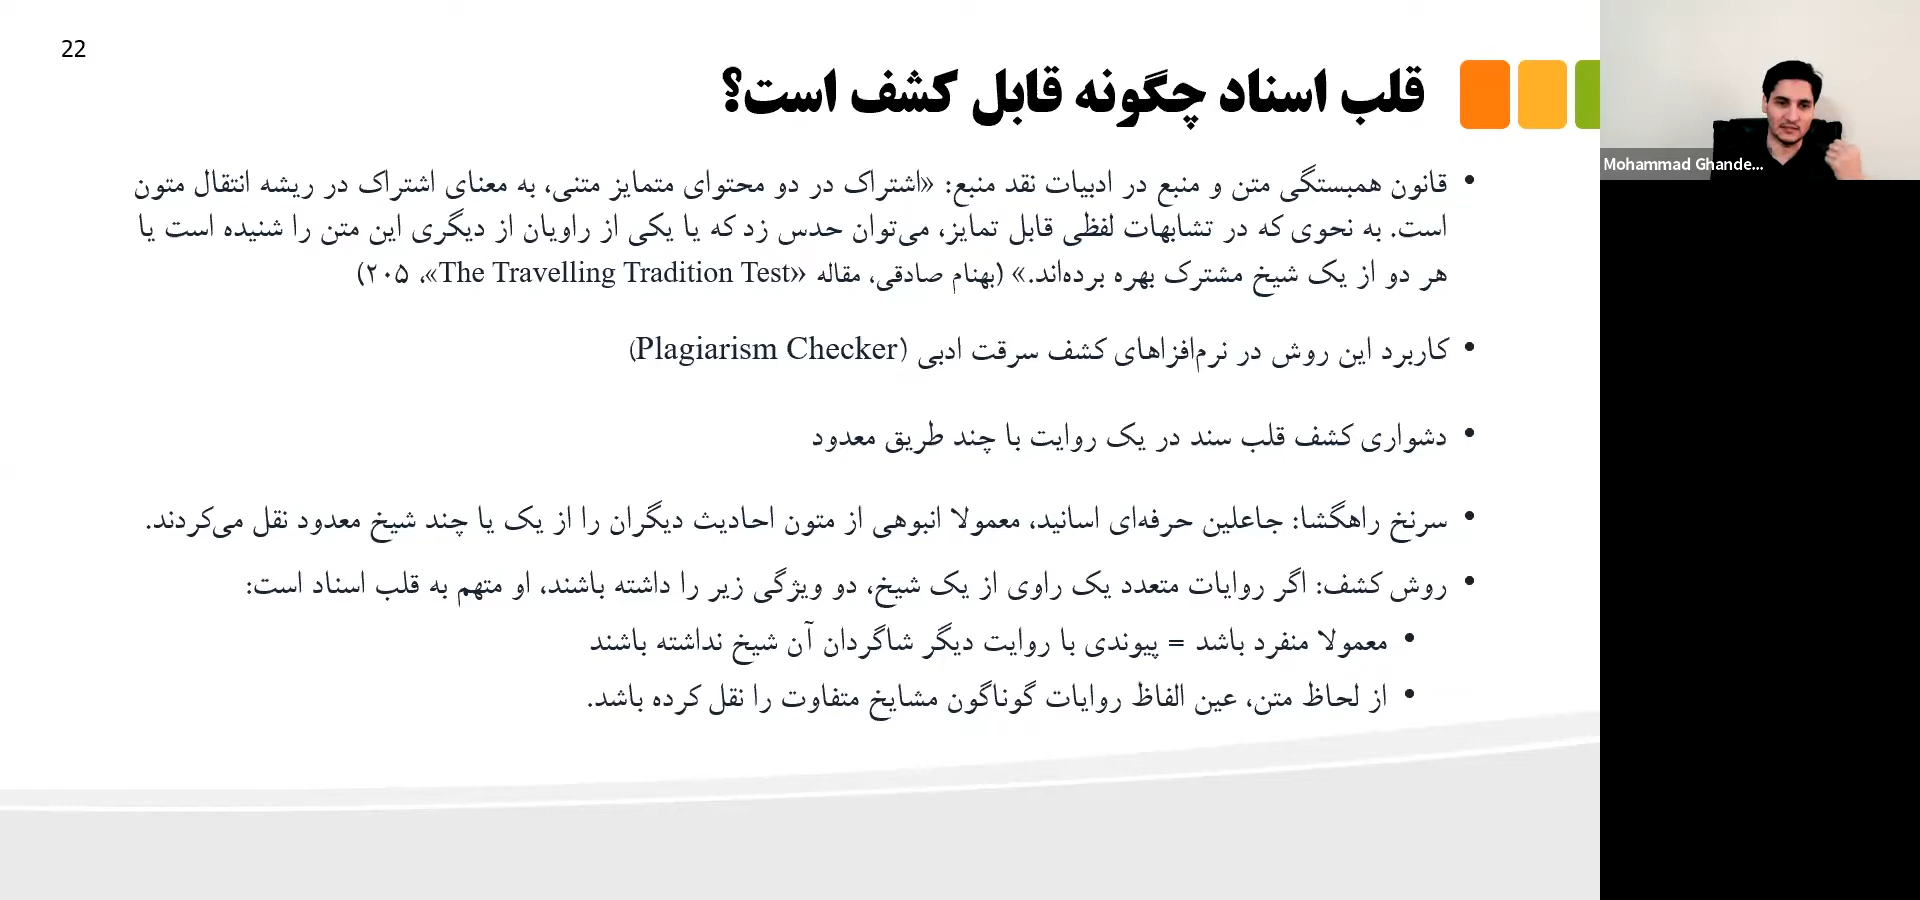 22
قلب اسناد چگونه قابل کشف است؟
Mohammad Ghande...
• قانون همبستگی متن و منبع در ادبیات نقد منبع: «اشتراک در دو محتوای متمایز متنی، به معنای اشتراک در ریشه انتقال متون
است. به نحوی که در تشابهات لفظی قابل تمایز، می‌توان حدس زد که یا یکی از راویان از دیگری این متن را شنیده است یا
هر دو از یک شیخ مشترک بهره برده‌اند.» (بهنام صادقی، مقاله «The Travelling Tradition Test»، ۲۰۵)
• کاربرد این روش در نرم‌افزاهای کشف سرقت ادبی (Plagiarism Checker)
• دشواری کشف قلب سند در یک روایت با چند طریق معدود
• سرنخ راهگشا: جاعلین حرفه‌ای اسانید، معمولا انبوهی از متون احادیث دیگران را از یک یا چند شیخ معدود نقل می‌کردند.
• روش کشف: اگر روایات متعدد یک راوی از یک شیخ، دو ویژگی زیر را داشته باشند، او متهم به قلب اسناد است:
• معمولا منفرد باشد = پیوندی با روایت دیگر شاگردان آن شیخ نداشته باشند
• از لحاظ متن، عین الفاظ روایات گوناگون مشایخ متفاوت را نقل کرده باشد.